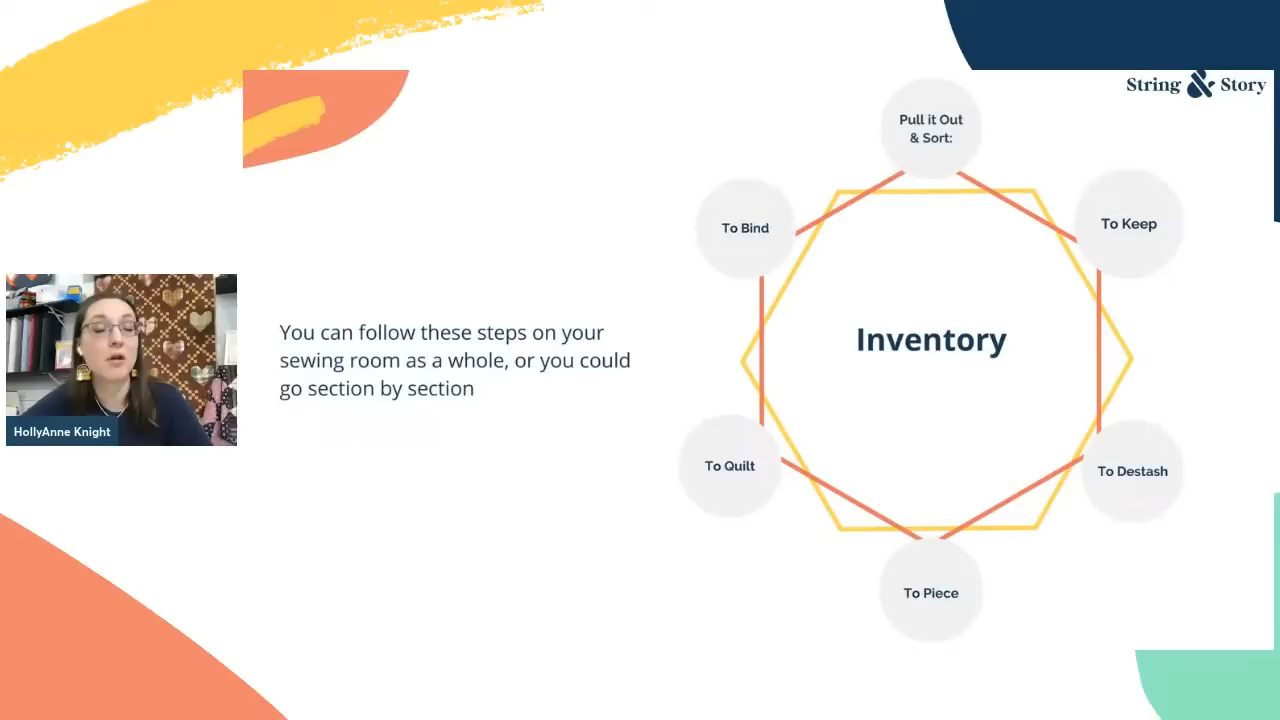 String & Story
Pull it Out
& Sort:
To Bind
To Keep
Inventory
You can follow these steps on your
sewing room as a whole, or you could
go section by section
HollyAnne Knight
To Quilt
To Destash
To Piece